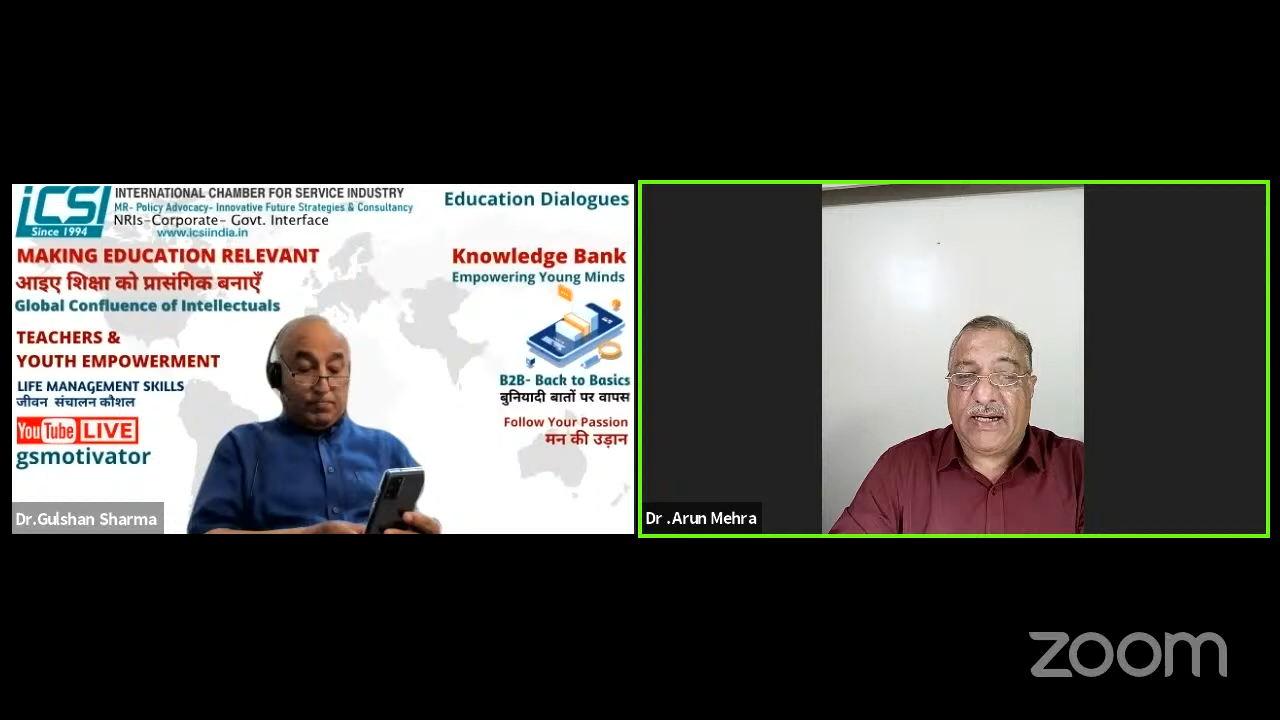 iCSI
Since 1994
INTERNATIONAL CHAMBER FOR SERVICE INDUSTRY
MR- Policy Advocacy- Innovative Future Strategies & Consultancy
NRIs-Corporate- Govt. Interface
www.icsiindia.in
Education Dialogues
MAKING EDUCATION RELEVANT
आइए शिक्षा को प्रासंगिक बनाएँ
Global Confluence of Intellectuals
Knowledge Bank
Empowering Young Minds
TEACHERS &
YOUTH EMPOWERMENT
LIFE MANAGEMENT SKILLS
जीवन संचालन कौशल
YouTube LIVE
gsmotivator
B2B- Back to Basics
बुनियादी बातों पर वापस
Follow Your Passion
मन की उड़ान
Dr.Gulshan Sharma
Dr .Arun Mehra
zoom